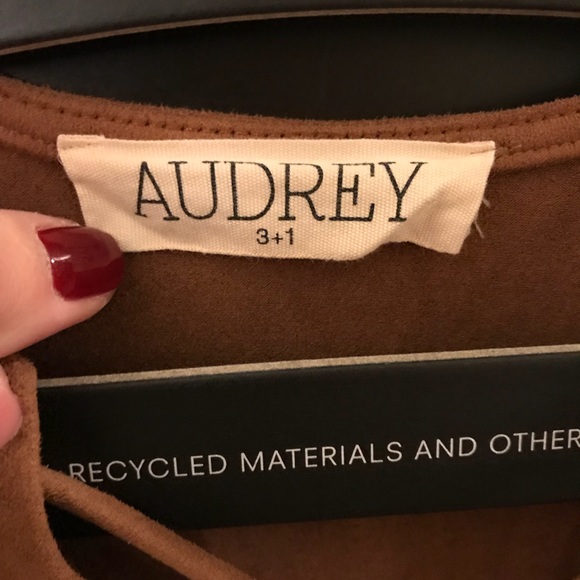 AUDREY
3+1
RECYCLED MATERIALS AND OTHER